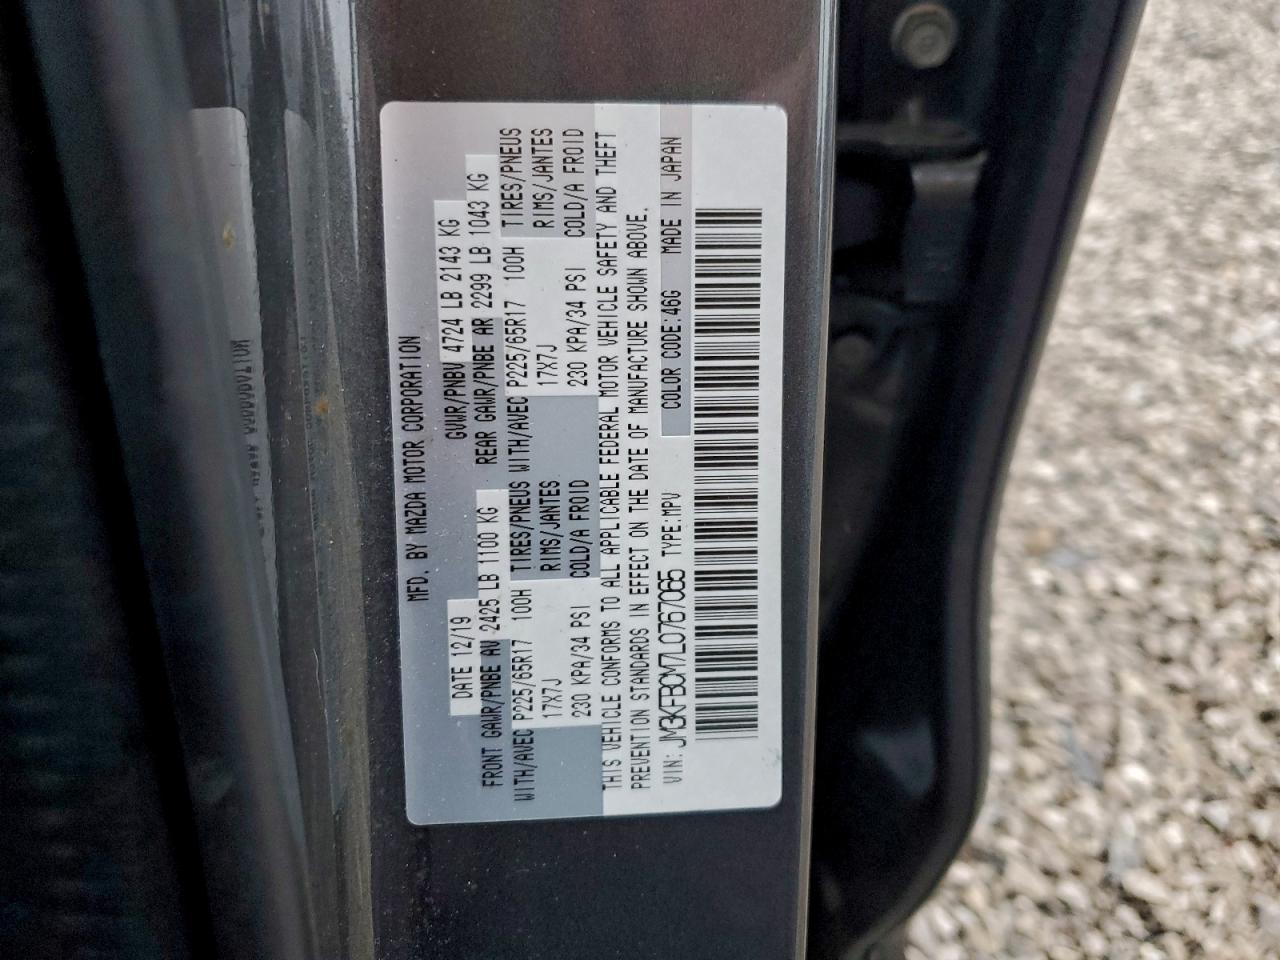 MFD. BY MAZDA MOTOR CORPORATION
DATE 12/19 GVWR/PNBV 4724 LB 2143 KG
FRONT GAWR/PNBE AV 2425 LB 1100 KG REAR GAWR/PNBE AR 2299 LB 1043 KG
WITH/AVEC P225/65R17 100H TIRES/PNEUS WITH/AVEC P225/65R17 100H TIRES/PNEUS
17X7J RIMS/JANTES 17X7J RIMS/JANTES
230 KPA/34 PSI COLD/A FROID 230 KPA/34 PSI COLD/A FROID
THIS VEHICLE CONFORMS TO ALL APPLICABLE FEDERAL MOTOR VEHICLE SAFETY AND THEFT
PREVENTION STANDARDS IN EFFECT ON THE DATE OF MANUFACTURE SHOWN ABOVE.
VIN: JM3KFBCM7L0767065 TYPE:MPV COLOR CODE:46G MADE IN JAPAN